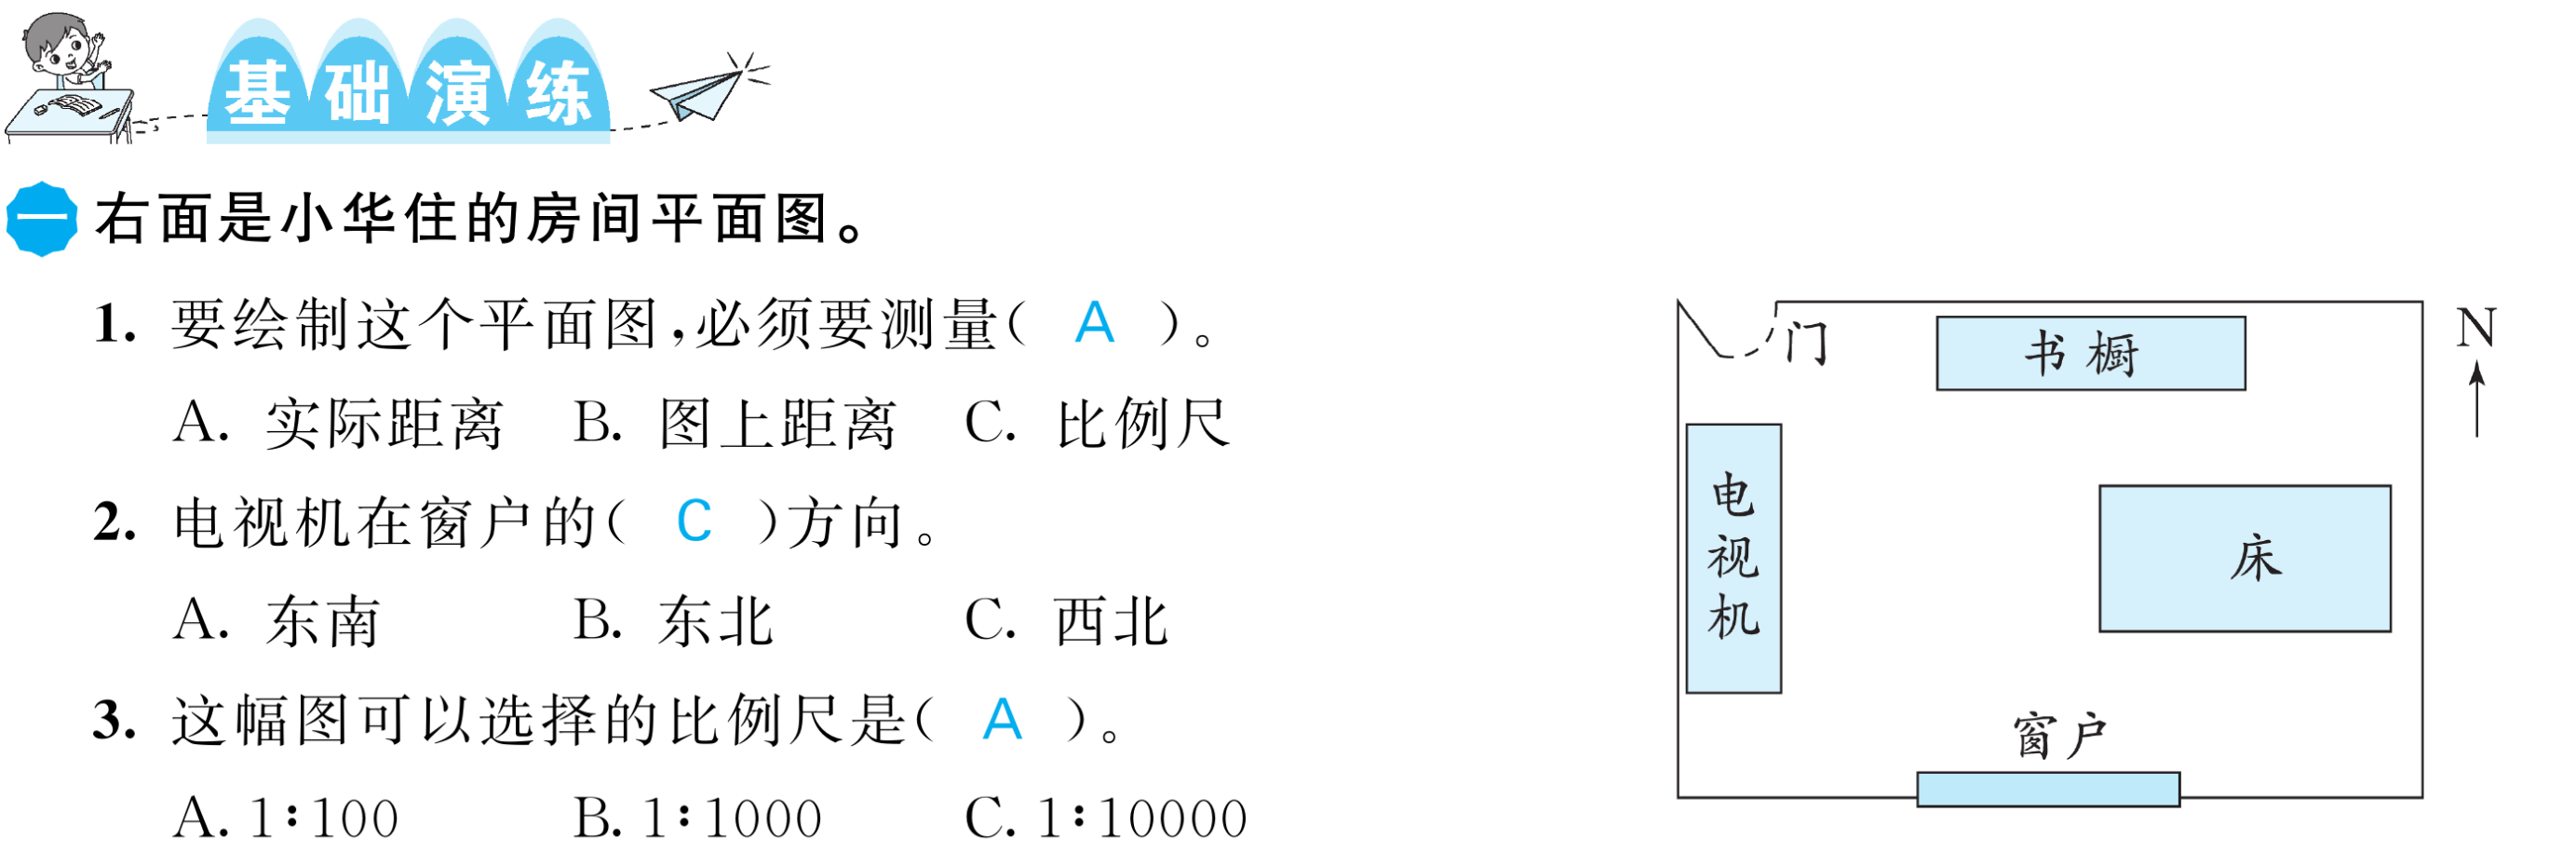 基础演练
一 右面是小华住的房间平面图。
1. 要绘制这个平面图,必须要测量( A )。
A. 实际距离 B. 图上距离 C. 比例尺
2. 电视机在窗户的( C )方向。
A. 东南 B. 东北 C. 西北
3. 这幅图可以选择的比例尺是( A )。
A. 1∶100 B. 1∶1000 C. 1∶10000
门
书橱
N
电视机
床
窗户